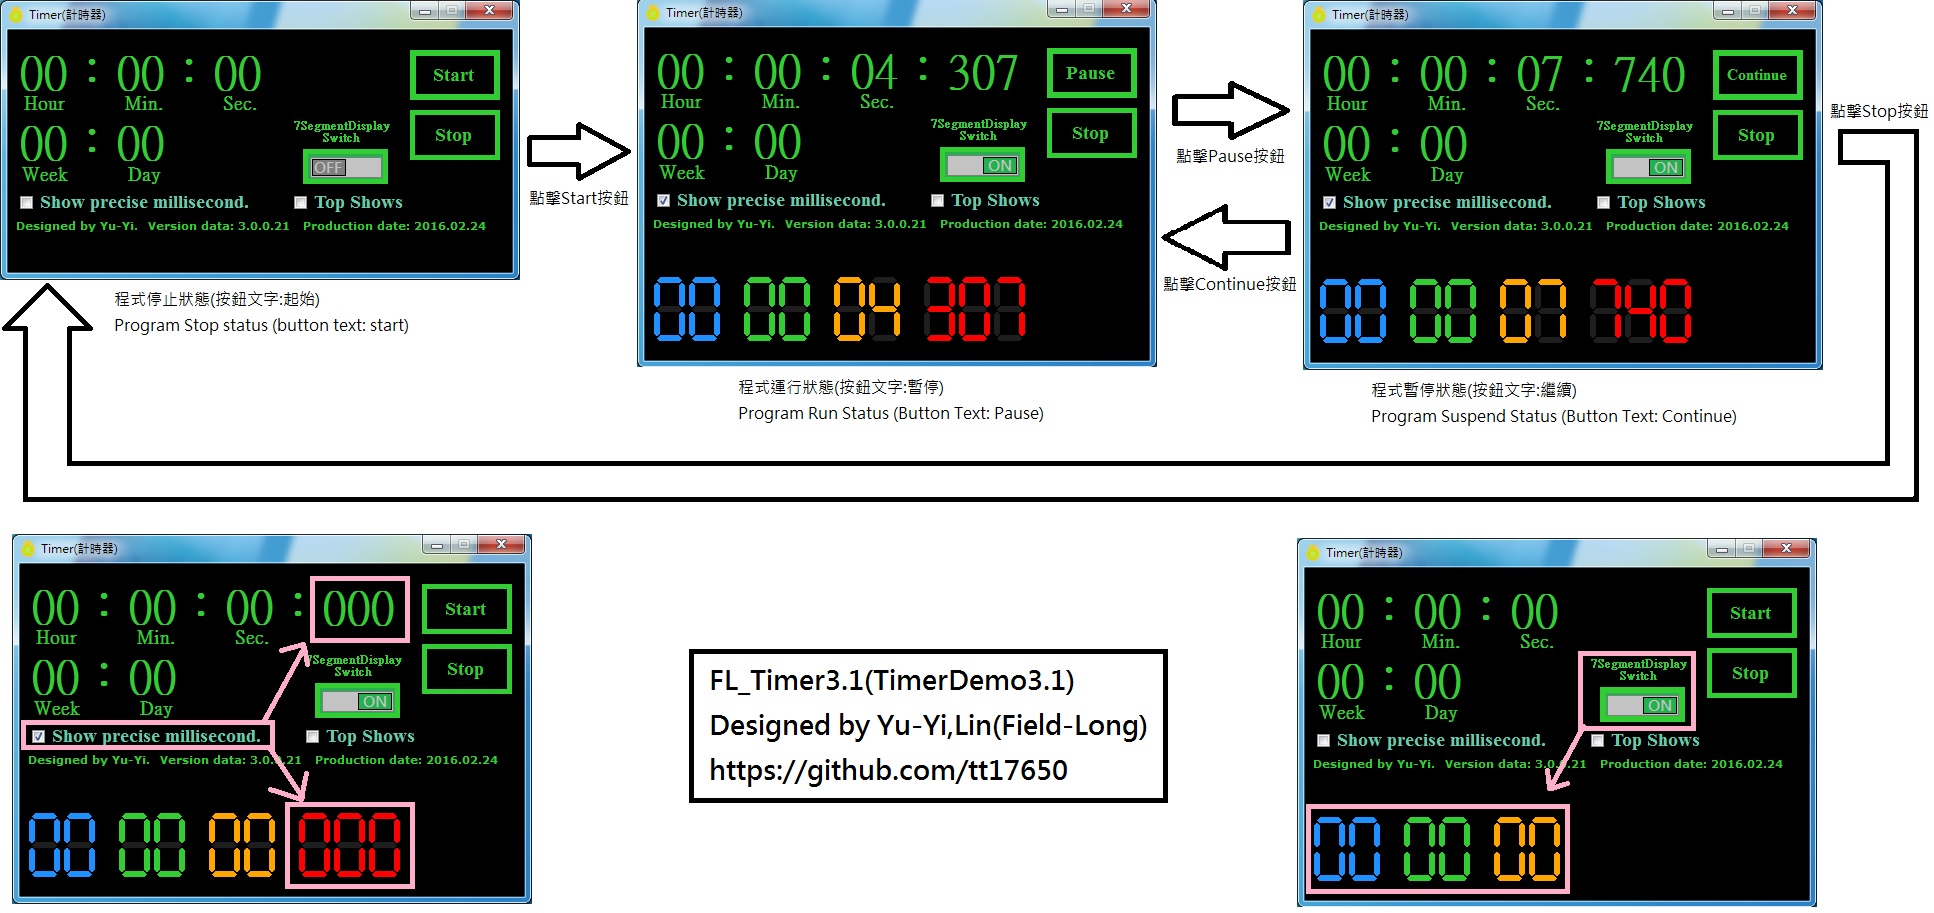 Timer(計時器)
00 : 00 : 00
Hour Min. Sec.
Start
00 : 00
Week Day
7SegmentDisplay
Switch
OFF
Stop
Show precise millisecond.
Top Shows
Designed by Yu-Yi. Version data: 3.0.0.21 Production date: 2016.02.24
程式停止狀態(按鈕文字:起始)
Program Stop status (button text: start)
點擊Start按鈕
Timer(計時器)
00 : 00 : 04 : 307
Hour Min. Sec.
Pause
00 : 00
Week Day
7SegmentDisplay
Switch
ON
Stop
Show precise millisecond.
Top Shows
Designed by Yu-Yi. Version data: 3.0.0.21 Production date: 2016.02.24
00 00 04 307
程式運行狀態(按鈕文字:暫停)
Program Run Status (Button Text: Pause)
點擊Pause按鈕
點擊Continue按鈕
Timer(計時器)
00 : 00 : 07 : 740
Hour Min. Sec.
Continue
00 : 00
Week Day
7SegmentDisplay
Switch
ON
Stop
Show precise millisecond.
Top Shows
Designed by Yu-Yi. Version data: 3.0.0.21 Production date: 2016.02.24
00 00 07 740
程式暫停狀態(按鈕文字:繼續)
Program Suspend Status (Button Text: Continue)
點擊Stop按鈕
Timer(計時器)
00 : 00 : 00 : 000
Hour Min. Sec.
Start
00 : 00
Week Day
7SegmentDisplay
Switch
ON
Stop
Show precise millisecond.
Top Shows
Designed by Yu-Yi. Version data: 3.0.0.21 Production date: 2016.02.24
00 00 00 000
FL_Timer3.1(TimerDemo3.1)
Designed by Yu-Yi,Lin(Field-Long)
https://github.com/tt17650
Timer(計時器)
00 : 00 : 00
Hour Min. Sec.
Start
00 : 00
Week Day
7SegmentDisplay
Switch
ON
Stop
Show precise millisecond.
Top Shows
Designed by Yu-Yi. Version data: 3.0.0.21 Production date: 2016.02.24
00 00 00